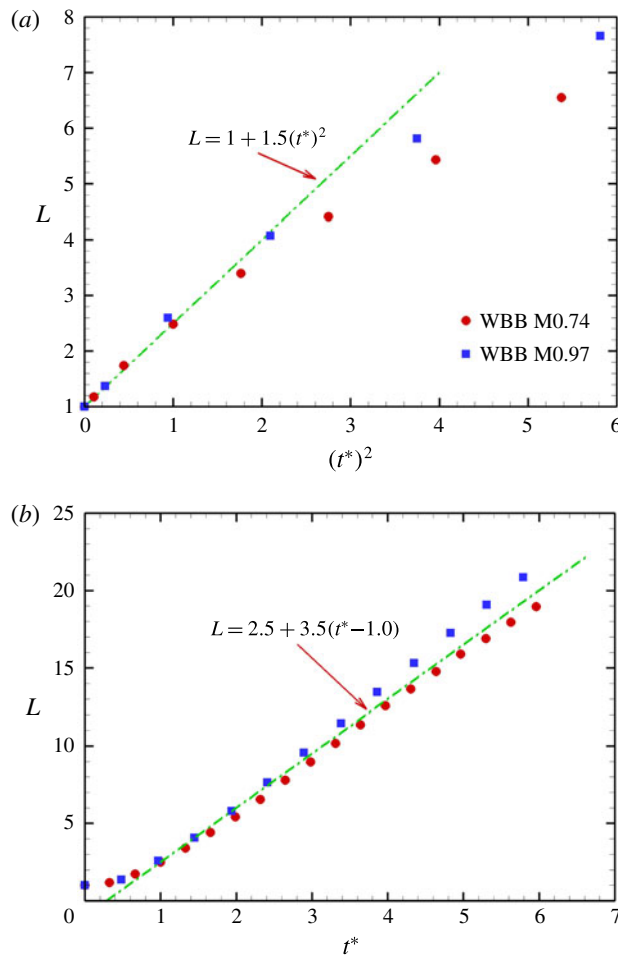 (a)
8
7
6
5
4
3
2
1
L
L = 1 + 1.5(t*)²
WBB M0.74
WBB M0.97
0 1 2 3 4 5 6
(t*)²
(b)
25
20
15
10
5
0
L
L = 2.5 + 3.5(t*−1.0)
1 2 3 4 5 6 7
t*